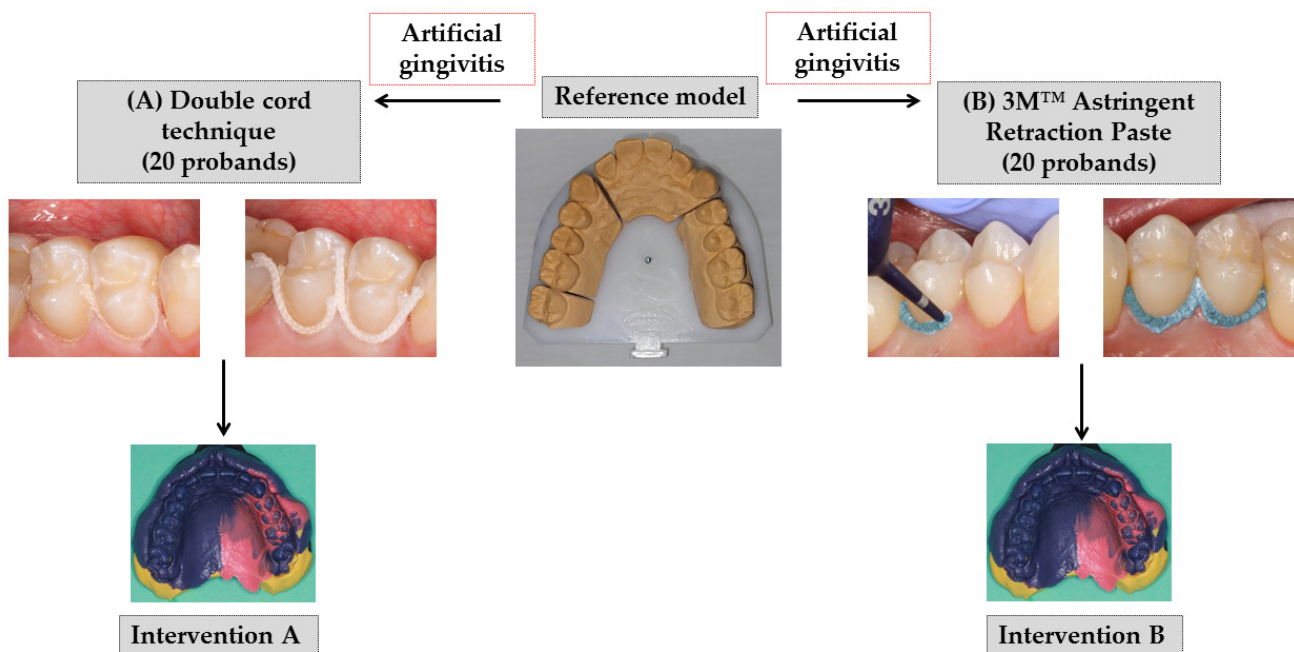 Artificial
gingivitis
Artificial
gingivitis
(A) Double cord
technique
(20 probands)
Reference model
(B) 3M™ Astringent
Retraction Paste
(20 probands)
3
Intervention A
Intervention B